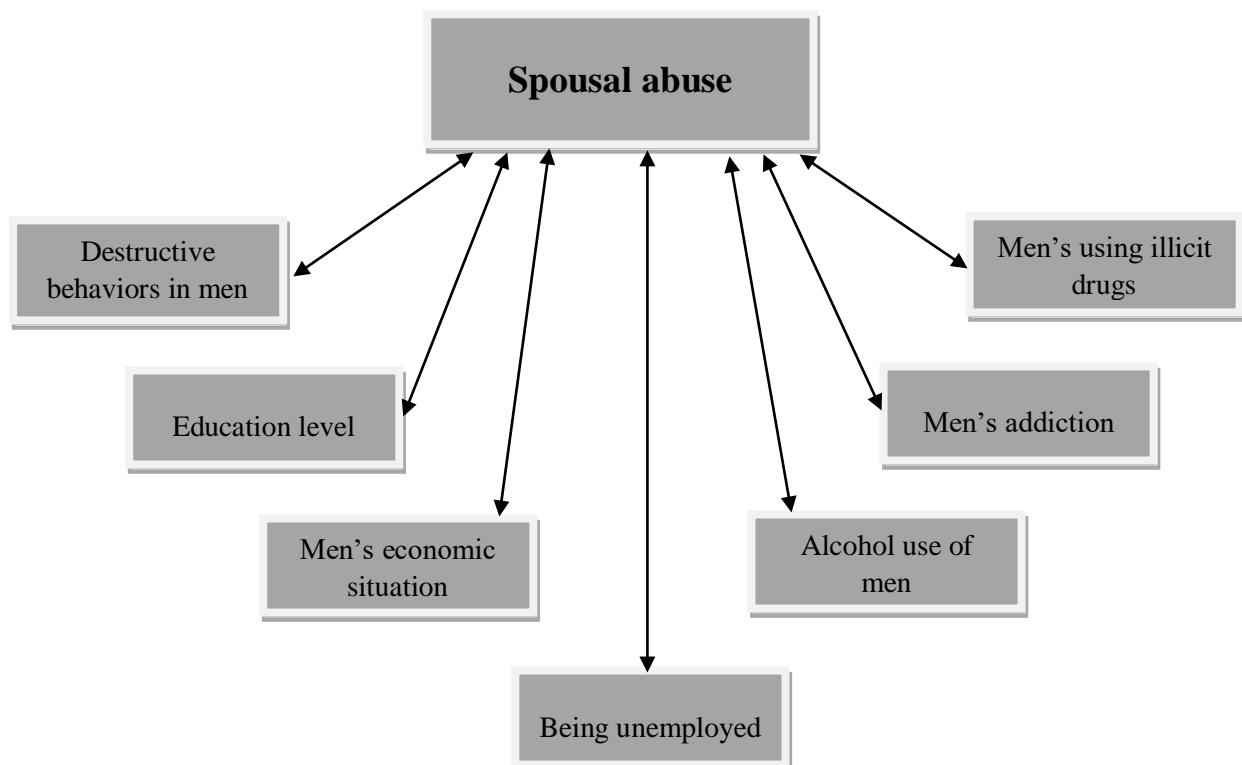 Spousal abuse
Destructive
behaviors in men
Men’s using illicit
drugs
Education level
Men’s addiction
Men’s economic
situation
Alcohol use of
men
Being unemployed